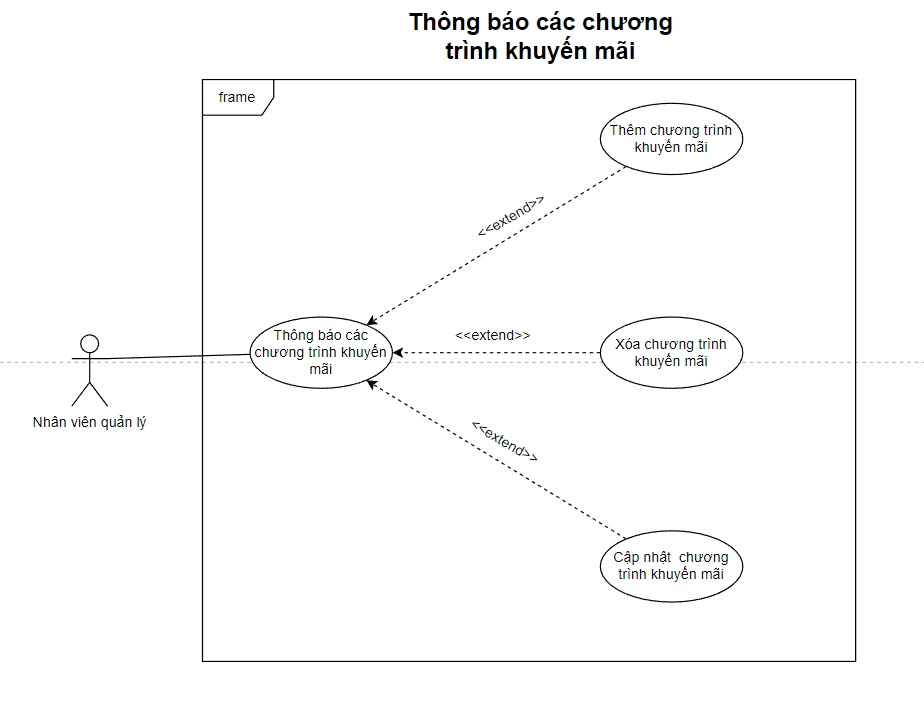 Thông báo các chương
trình khuyến mãi
frame
Thêm chương trình
khuyến mãi
<<extend>>
Thông báo các
chương trình khuyến
mãi
<<extend>>
Xóa chương trình
khuyến mãi
Nhân viên quản lý
<<extend>>
Cập nhật  chương
trình khuyến mãi